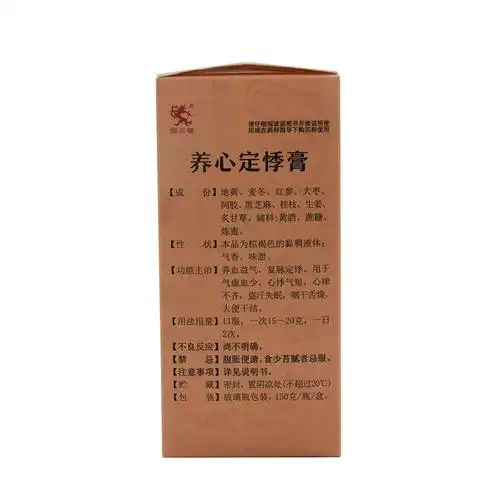 请仔细阅读说明书并按说明使
用或在药师指导下购买和使用
养心定悸膏
【成 份】地黄、麦冬、红参、大枣、
阿胶、黑芝麻、桂枝、生姜、
炙甘草。辅料:黄酒、蔗糖、
炼蜜。
【性 状】本品为棕褐色的黏稠液体;
气香,味甜。
【功能主治】养血益气、复脉定悸。用于
气虚血少、心悸气短、心律
不齐、盗汗失眠、咽干舌燥、
大便干结。
【用法用量】口服,一次15~20克,一日
2次。
【不良反应】尚不明确。
【禁 忌】腹胀便溏、食少苔腻者忌服。
【注意事项】详见说明书。
【贮 藏】密封,置阴凉处(不超过20℃)
【包 装】玻璃瓶包装,150克/瓶/盒。